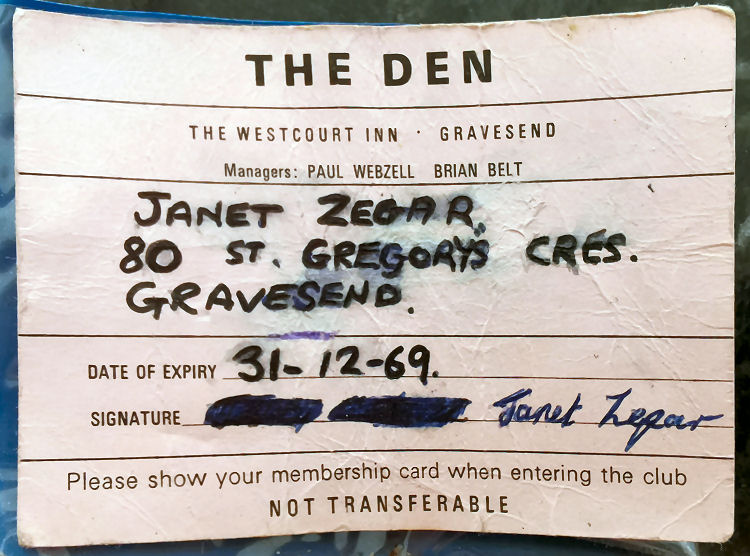 THE DEN
THE WESTCOURT INN · GRAVESEND
Managers: PAUL WEBZELL BRIAN BELT
JANET ZEGAR.
80 ST. GREGORY'S CRES.
GRAVESEND.
DATE OF EXPIRY 31-12-69.
SIGNATURE Janet Zegar
Please show your membership card when entering the club
NOT TRANSFERABLE